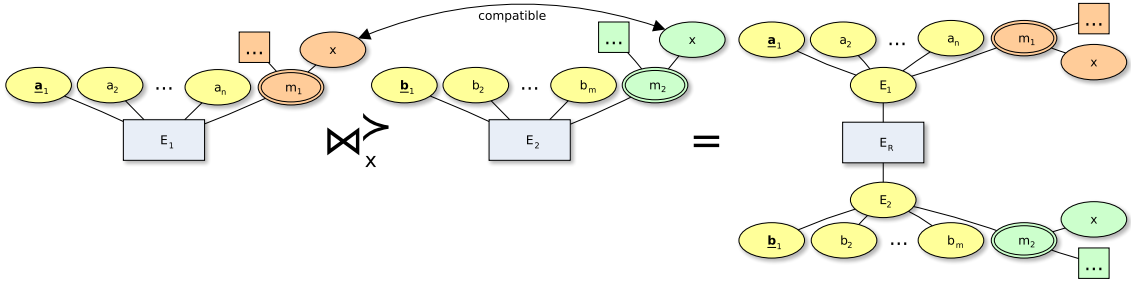 compatible
... x
a₁ a₂ ... aₙ m₁
E₁
⋈≻ₓ
... x
b₁ b₂ ... bₘ m₂
E₂
=
a₁ a₂ ... aₙ m₁ ...
x
E₁
E_R
E₂
b₁ b₂ ... bₘ m₂ x
...